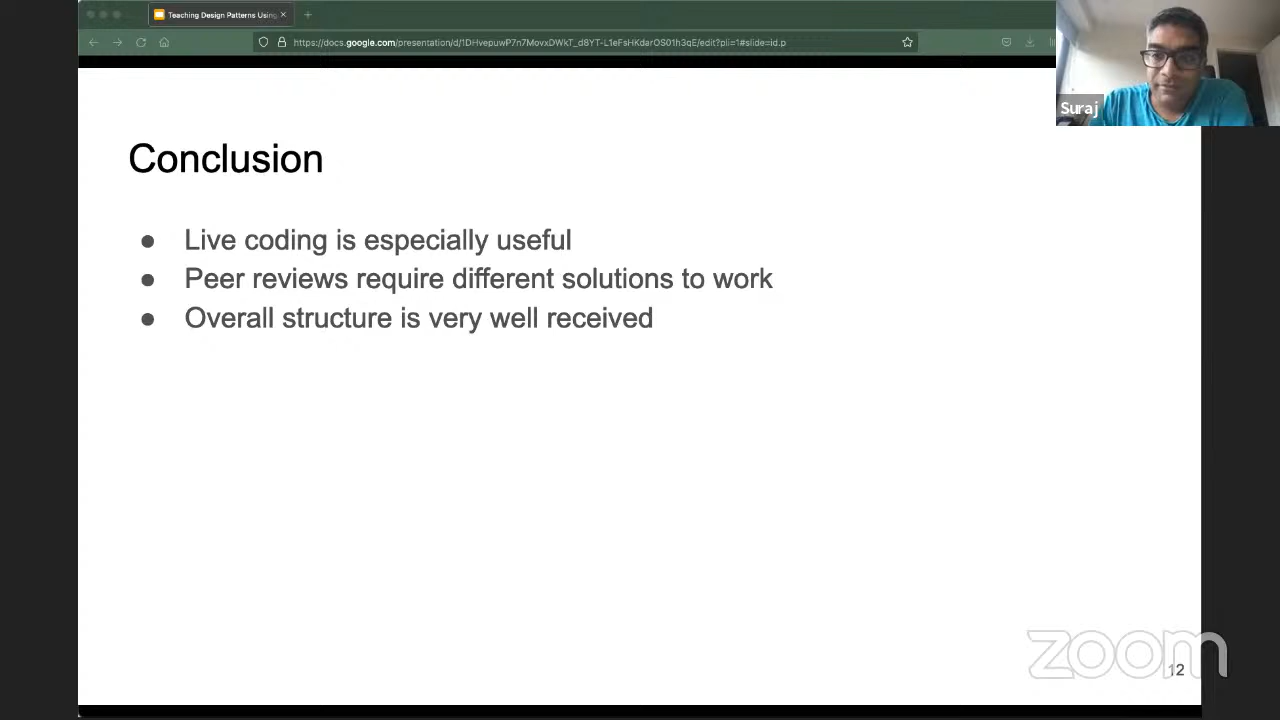 Teaching Design Patterns Using
https://docs.google.com/presentation/d/1DHvepuwP7n7MovxDWkT_d8YT-L1eFsHKdarOS01h3qE/edit?pli=1#slide=id.p
Suraj
Conclusion
● Live coding is especially useful
● Peer reviews require different solutions to work
● Overall structure is very well received
zoom
12